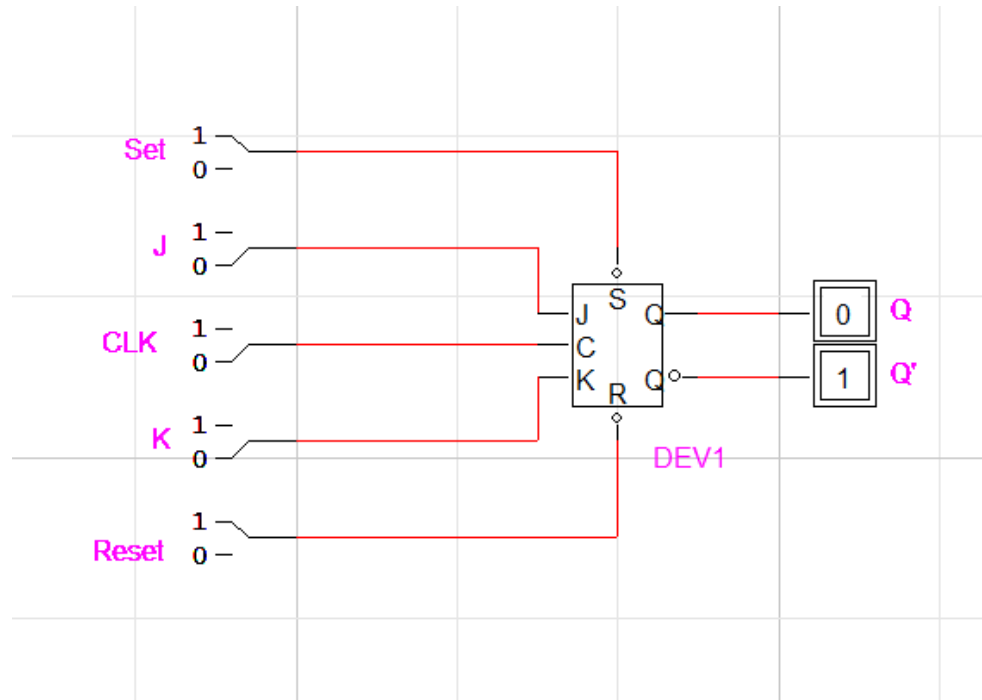 Set 1
0
J 1
0
CLK 1
0
K 1
0
Reset 1
0
S
J Q
C
K Q
R
DEV1
0 Q
1 Q'